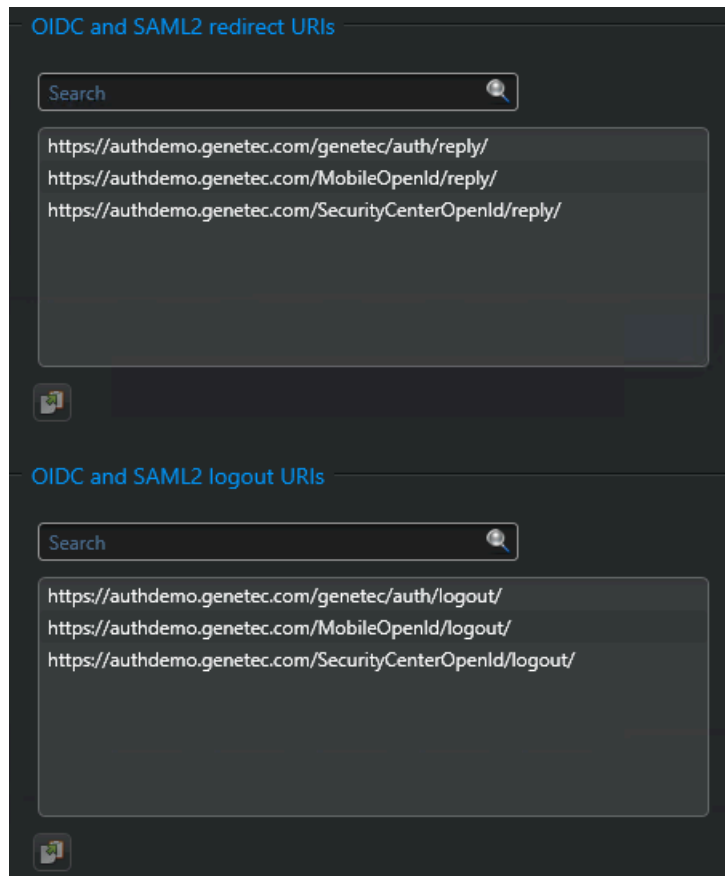 OIDC and SAML2 redirect URIs
Search
https://authdemo.genetec.com/genetec/auth/reply/
https://authdemo.genetec.com/MobileOpenId/reply/
https://authdemo.genetec.com/SecurityCenterOpenId/reply/
OIDC and SAML2 logout URIs
Search
https://authdemo.genetec.com/genetec/auth/logout/
https://authdemo.genetec.com/MobileOpenId/logout/
https://authdemo.genetec.com/SecurityCenterOpenId/logout/